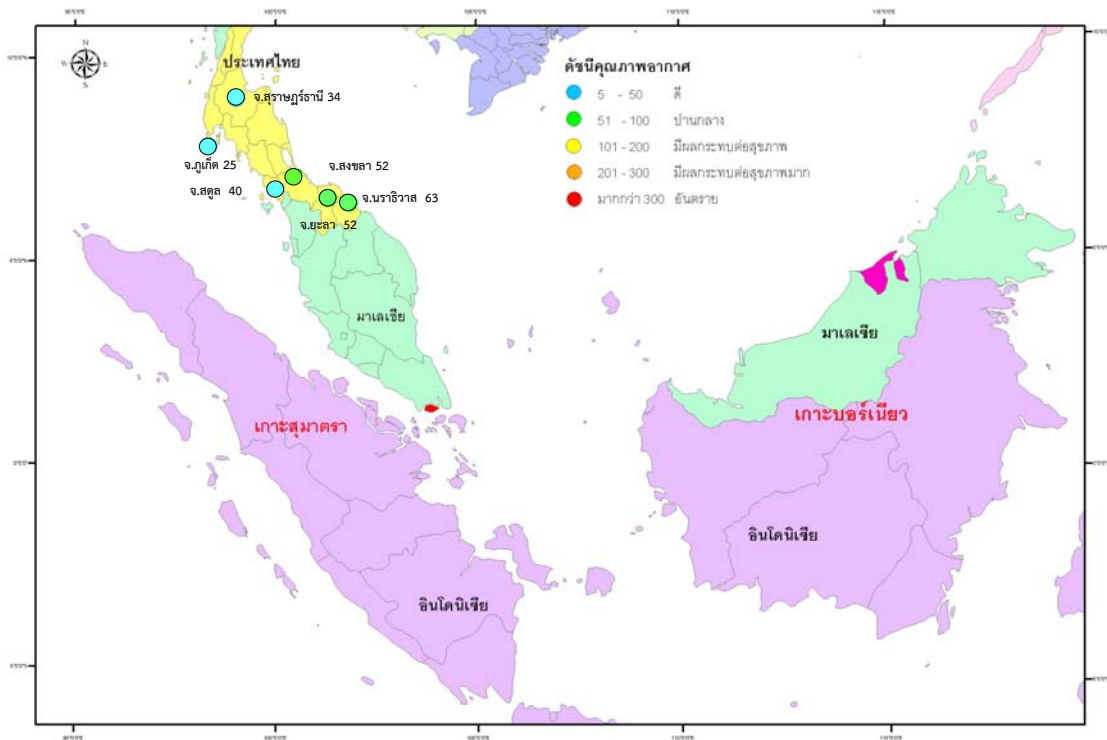 N
W
E
S
ประเทศไทย
จ.สุราษฎร์ธานี 34
จ.ภูเก็ต 25
จ.สงขลา 52
จ.สตูล 40
จ.นราธิวาส 63
จ.ยะลา 52
ดัชนีคุณภาพอากาศ
5 - 50 ดี
51 - 100 ปานกลาง
101 - 200 มีผลกระทบต่อสุขภาพ
201 - 300 มีผลกระทบต่อสุขภาพมาก
มากกว่า 300 อันตราย
มาเลเซีย
มาเลเซีย
เกาะสุมาตรา
เกาะบอร์เนียว
อินโดนิเซีย
อินโดนิเซีย